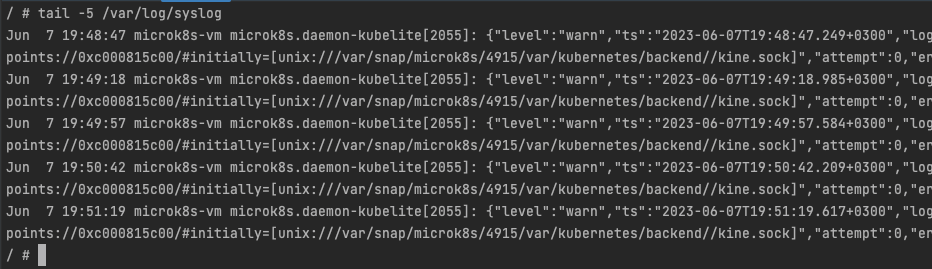 / # tail -5 /var/log/syslog
Jun  7 19:48:47 microk8s-vm microk8s.daemon-kubelite[2055]: {"level":"warn","ts":"2023-06-07T19:48:47.249+0300","log
points://0xc000815c00/#initially=[unix:///var/snap/microk8s/4915/var/kubernetes/backend//kine.sock]","attempt":0,"er
Jun  7 19:49:18 microk8s-vm microk8s.daemon-kubelite[2055]: {"level":"warn","ts":"2023-06-07T19:49:18.985+0300","log
points://0xc000815c00/#initially=[unix:///var/snap/microk8s/4915/var/kubernetes/backend//kine.sock]","attempt":0,"er
Jun  7 19:49:57 microk8s-vm microk8s.daemon-kubelite[2055]: {"level":"warn","ts":"2023-06-07T19:49:57.584+0300","log
points://0xc000815c00/#initially=[unix:///var/snap/microk8s/4915/var/kubernetes/backend//kine.sock]","attempt":0,"er
Jun  7 19:50:42 microk8s-vm microk8s.daemon-kubelite[2055]: {"level":"warn","ts":"2023-06-07T19:50:42.209+0300","log
points://0xc000815c00/#initially=[unix:///var/snap/microk8s/4915/var/kubernetes/backend//kine.sock]","attempt":0,"er
Jun  7 19:51:19 microk8s-vm microk8s.daemon-kubelite[2055]: {"level":"warn","ts":"2023-06-07T19:51:19.617+0300","log
points://0xc000815c00/#initially=[unix:///var/snap/microk8s/4915/var/kubernetes/backend//kine.sock]","attempt":0,"er
/ #